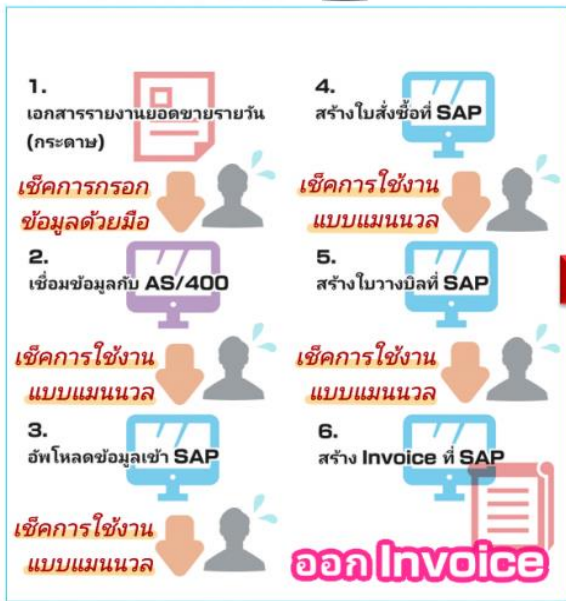 1.
เอกสารรายงานยอดขายรายวัน
(กระดาษ)
เช็คการกรอก
ข้อมูลด้วยมือ
2.
เชื่อมข้อมูลกับ AS/400
เช็คการใช้งาน
แบบแมนนวล
3.
อัพโหลดข้อมูลเข้า SAP
เช็คการใช้งาน
แบบแมนนวล
4.
สร้างใบสั่งซื้อที่ SAP
เช็คการใช้งาน
แบบแมนนวล
5.
สร้างใบวางบิลที่ SAP
เช็คการใช้งาน
แบบแมนนวล
6.
สร้าง Invoice ที่ SAP
ออก Invoice